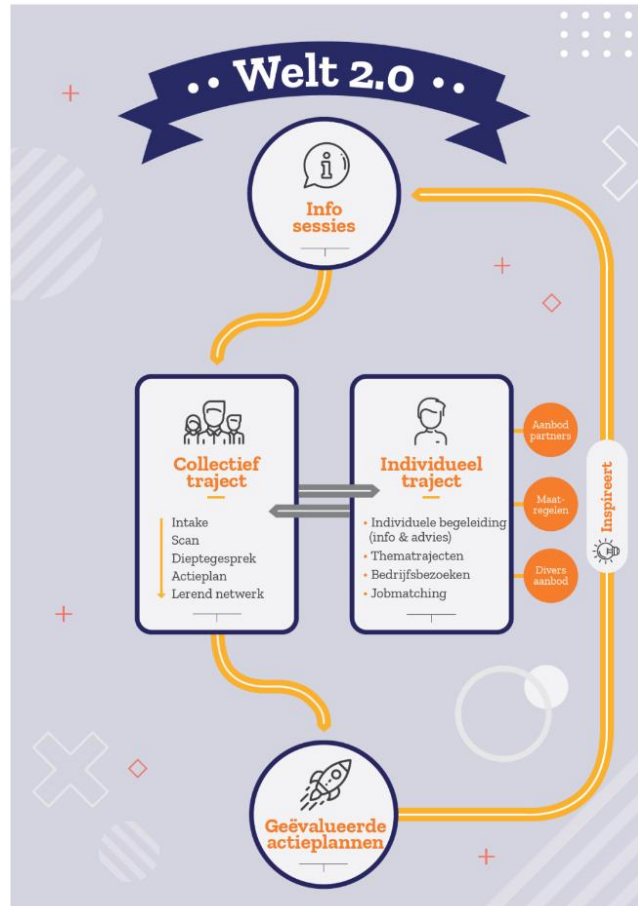 Welt 2.0
Info
sessies
Collectief
traject
Intake
Scan
Dieptegesprek
Actieplan
Lerend netwerk
Individueel
traject
• Individuele begeleiding
(info & advies)
• Thematrajecten
• Bedrijfsbezoeken
• Jobmatching
Aanbod
partners
Maat-
regelen
Divers
aanbod
Inspireert
Geëvalueerde
actieplannen